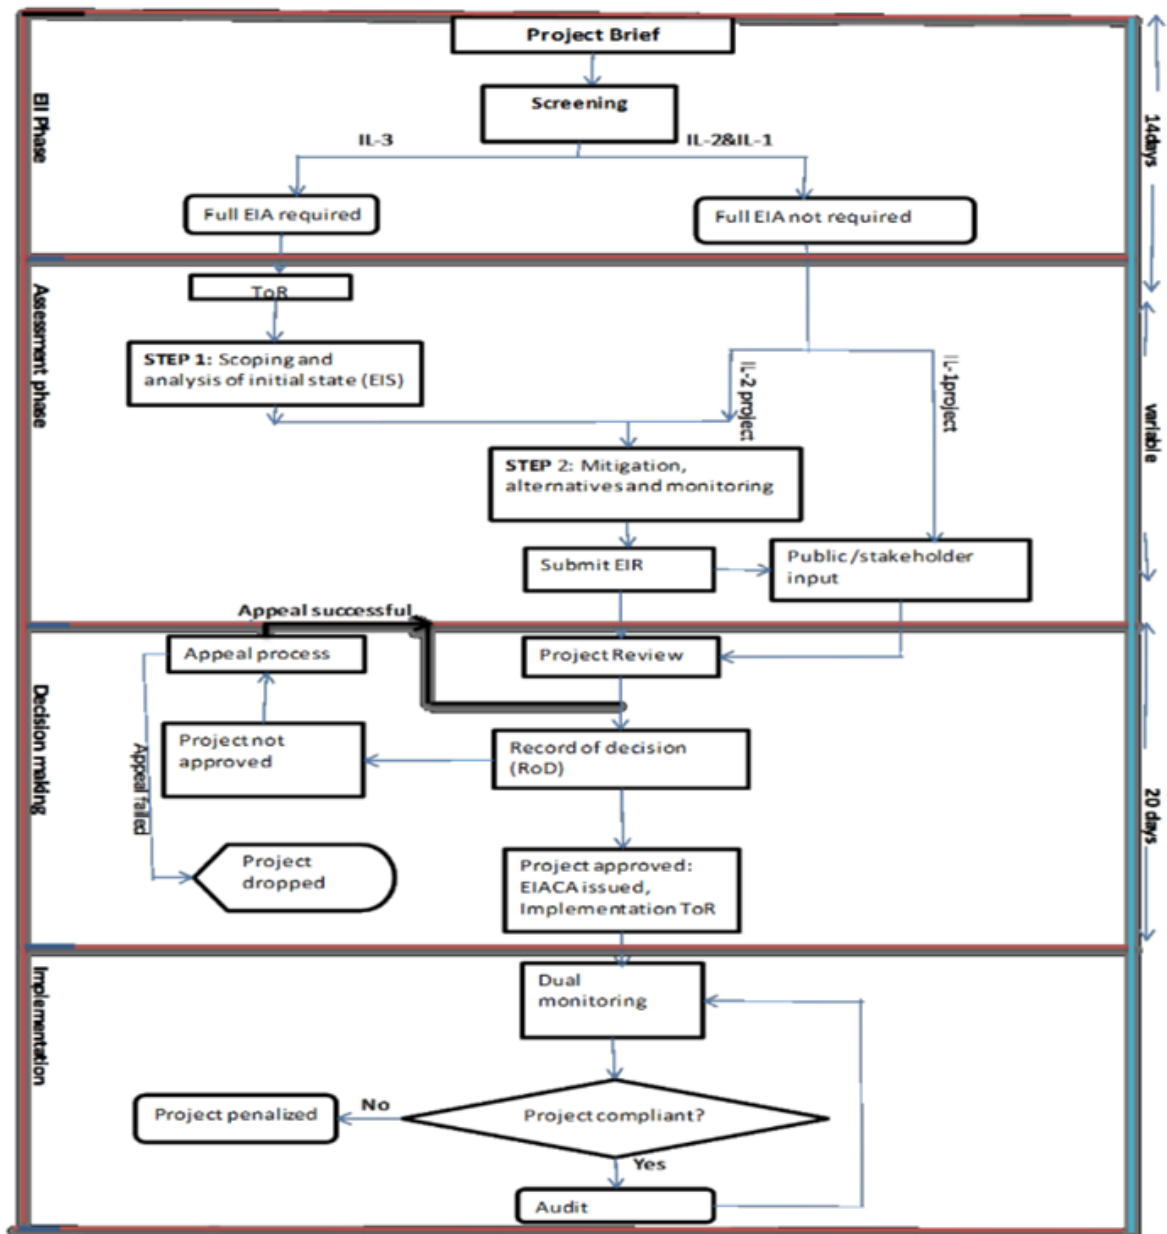 Project Brief
Screening
IL-3
IL-2&IL-1
Full EIA required
Full EIA not required
EII Phase
14days
ToR
STEP 1: Scoping and
analysis of initial state (EIS)
IL-2 project
IL-1project
STEP 2: Mitigation,
alternatives and monitoring
Submit EIR
Public /stakeholder
input
Assessment phase
variable
Appeal successful
Appeal process
Project Review
Project not
approved
Record of decision
(RoD)
Appeal failed
Project
dropped
Project approved:
EIACA issued,
Implementation ToR
Decision making
20 days
Dual
monitoring
Project compliant?
No
Project penalized
Yes
Audit
Implementation